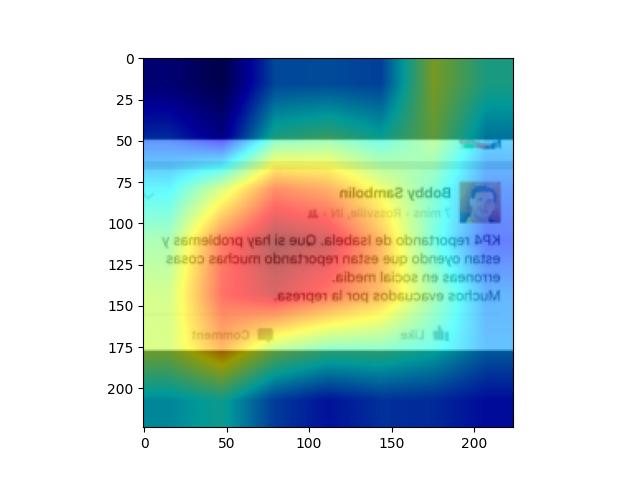 Bobby Sambolin
7 mins · Rossville, IN ·
KP4 reportando de Isabela. Que si hay problemas y
estan oyendo que estan reportando muchas cosas
erroneas en social media.
Muchos evacuados por la represa.
Like Comment
0
25
50
75
100
125
150
175
200
0 50 100 150 200